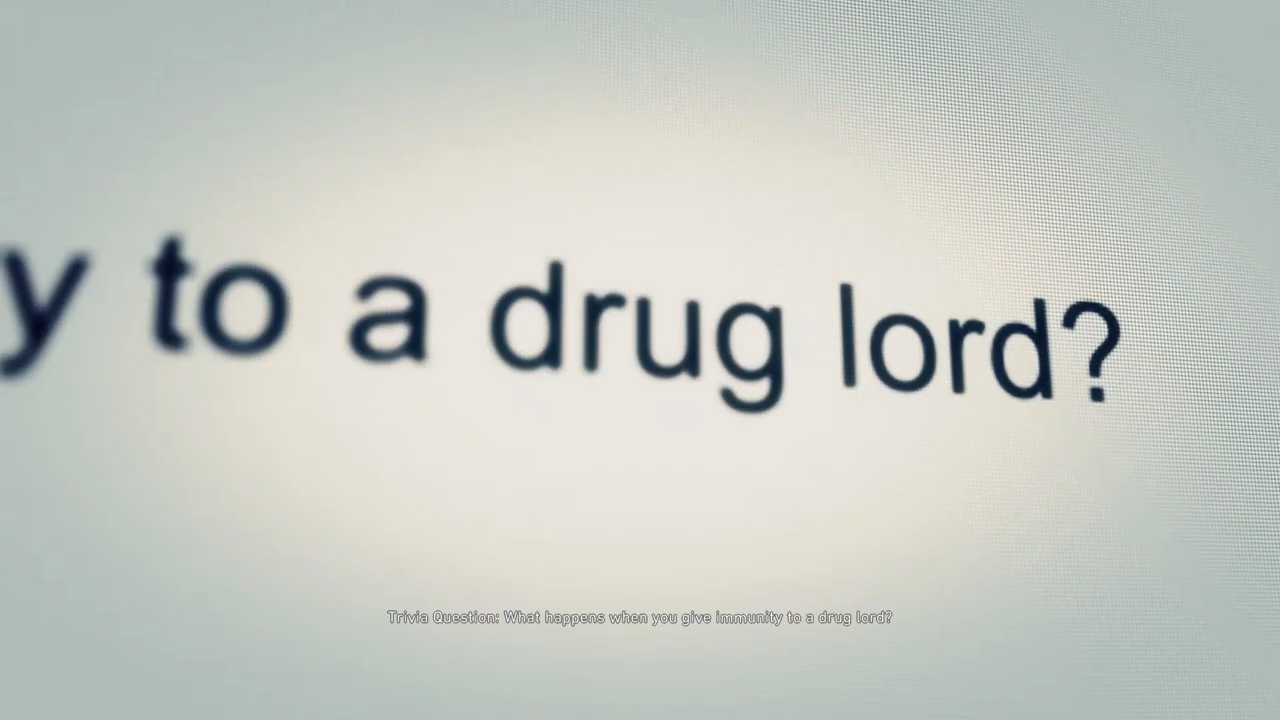 y to a drug lord?
Trivia Question: What happens when you give immunity to a drug lord?